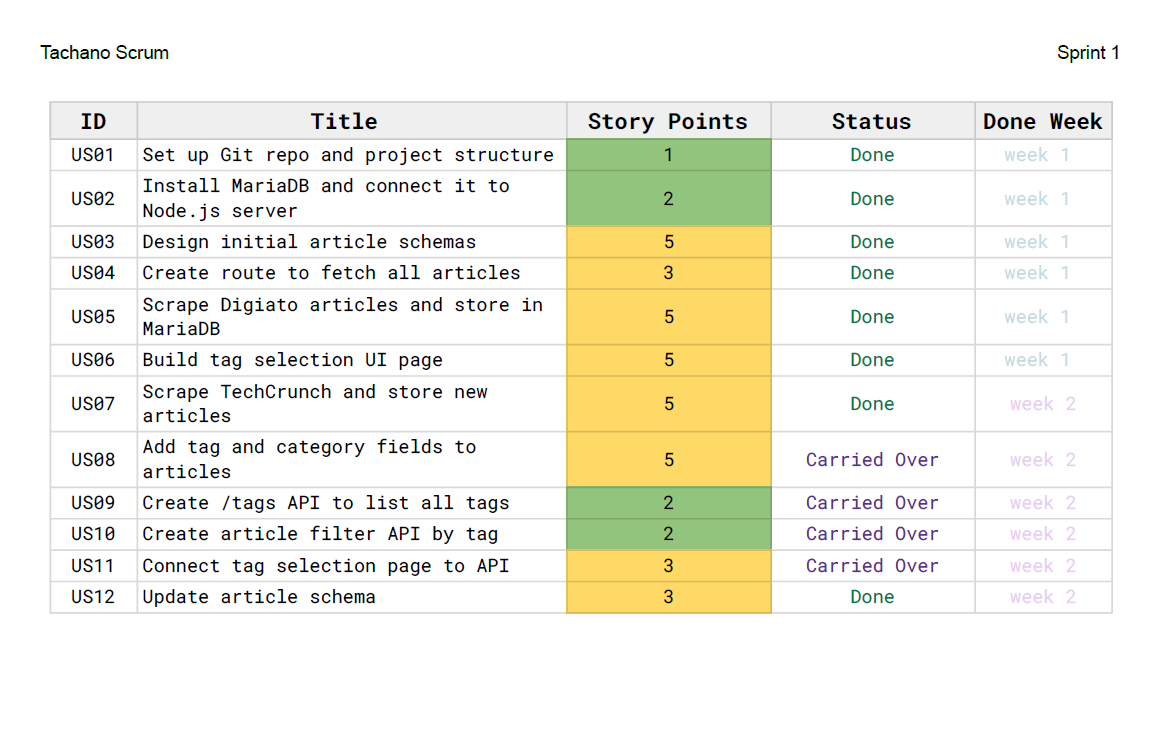 Tachano Scrum Sprint 1
ID Title Story Points Status Done Week
US01 Set up Git repo and project structure 1 Done week 1
US02 Install MariaDB and connect it to
Node.js server 2 Done week 1
US03 Design initial article schemas 5 Done week 1
US04 Create route to fetch all articles 3 Done week 1
US05 Scrape Digiato articles and store in
MariaDB 5 Done week 1
US06 Build tag selection UI page 5 Done week 1
US07 Scrape TechCrunch and store new
articles 5 Done week 2
US08 Add tag and category fields to
articles 5 Carried Over week 2
US09 Create /tags API to list all tags 2 Carried Over week 2
US10 Create article filter API by tag 2 Carried Over week 2
US11 Connect tag selection page to API 3 Carried Over week 2
US12 Update article schema 3 Done week 2